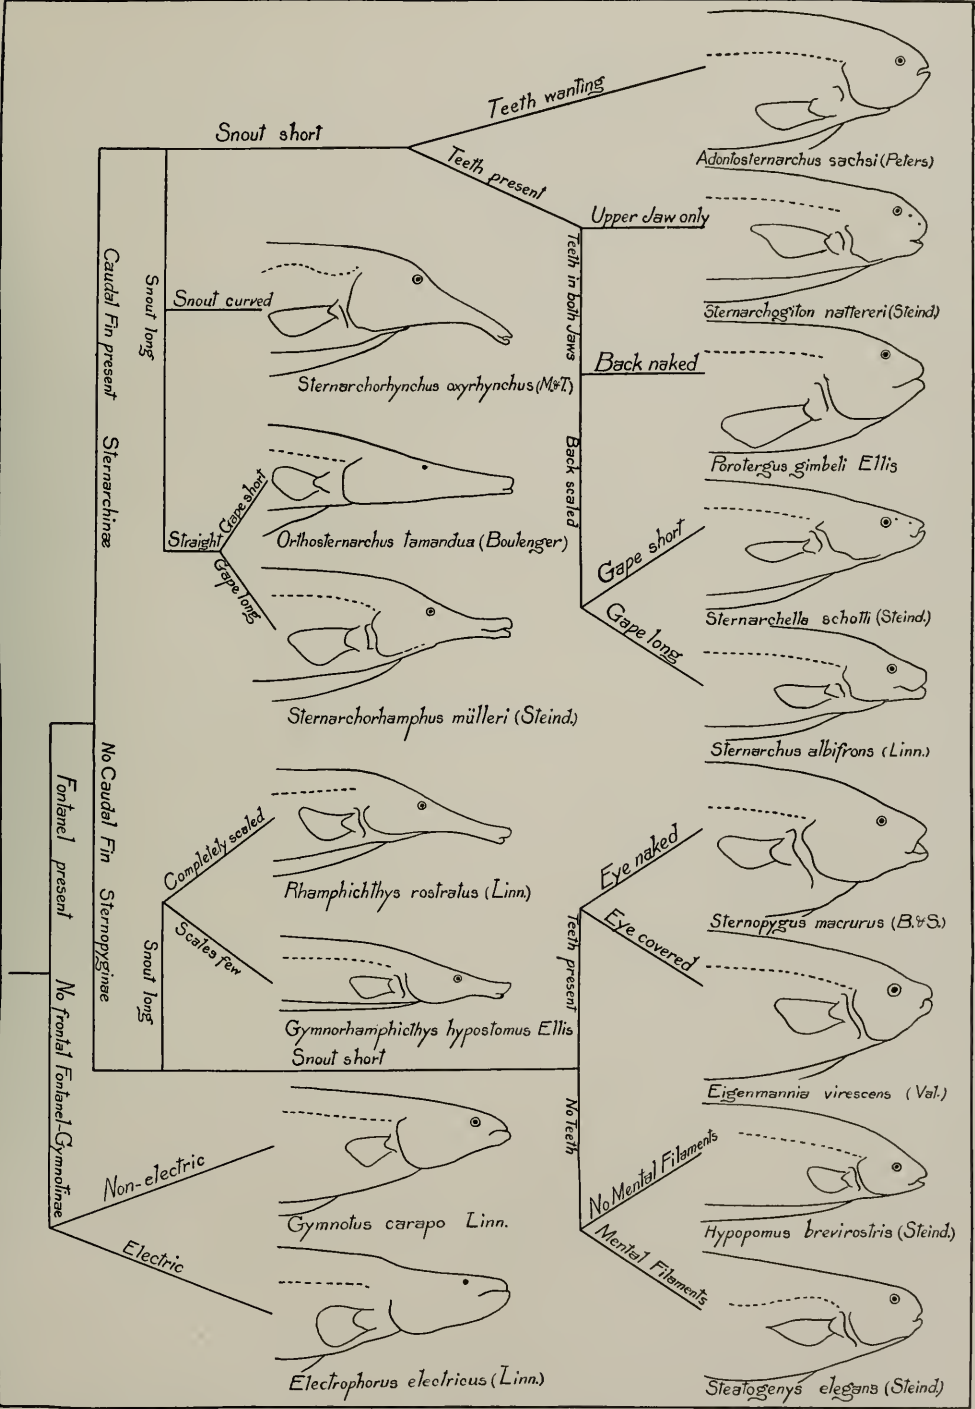 Snout short
Teeth wanting
Teeth present
Adontosternarchus sachsi (Peters)
Upper Jaw only
Teeth in both Jaws
Sternarchogiton nattereri (Steind)
Caudal Fin present Sternarchinæ
Snout long
Snout curved
Sternarchorhynchus oxyrhynchus (M.&T.)
Back naked
Back scaled
Porotergus gimbeli Ellis
Straight
Gape short
Gape long
Orthosternarchus tamandua (Boulenger)
Gape short
Gape long
Sternarchella schotti (Steind.)
Sternarchorhamphus mülleri (Steind.)
Sternarchus albifrons (Linn.)
Fontanel present
No Caudal Fin Sternopyginae
Completely scaled
Scales few
Snout long
Rhamphichthys rostratus (Linn.)
Eye naked
Eye covered
Teeth present
Sternopygus macrurus (B.&S.)
Gymnorhamphicthys hypostomus Ellis
Snout short
No frontal Fontanel-Gymnotinae
Eigenmannia virescens (Val.)
No Teeth
Non-electric
Gymnotus carapo Linn.
No Mental Filaments
Hypopomus brevirostris (Steind.)
Electric
Mental Filaments
Electrophorus electricus (Linn.)
Steatogenys elegans (Steind.)